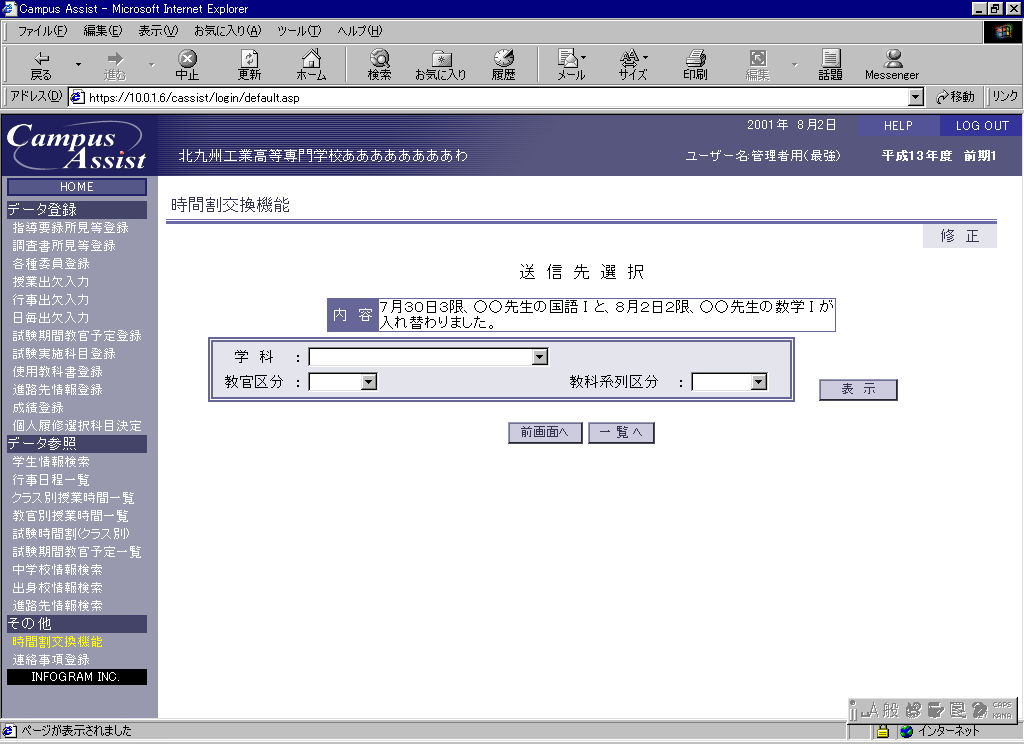 Campus Assist - Microsoft Internet Explorer
ファイル(F) 編集(E) 表示(V) お気に入り(A) ツール(T) ヘルプ(H)
戻る 進む 中止 更新 ホーム 検索 お気に入り 履歴 メール サイズ 印刷 編集 話題 Messenger
アドレス(D) https://10.0.1.6/cassist/login/default.asp 移動 リンク
Campus Assist
2001年 8月2日 HELP LOG OUT
北九州工業高等専門学校ああああああああわ ユーザー名:管理者用(最強) 平成13年度 前期1
HOME
データ登録
指導要録所見等登録
調査書所見等登録
各種委員登録
授業出欠入力
行事出欠入力
日毎出欠入力
試験期間教官予定登録
試験実施科目登録
使用教科書登録
進路先情報登録
成績登録
個人履修選択科目決定
データ参照
学生情報検索
行事日程一覧
クラス別授業時間一覧
教官別授業時間一覧
試験時間割(クラス別)
試験期間教官予定一覧
中学校情報検索
出身校情報検索
進路先情報検索
その他
時間割交換機能
連絡事項登録
INFOGRAM INC.
時間割交換機能
修 正
送 信 先 選 択
内 容 7月30日3限、〇〇先生の国語Ⅰと、8月2日2限、〇〇先生の数学Ⅰが
入れ替わりました。
学 科 :
教官区分 : 教科系列区分 :
表 示
前画面へ 一 覧 へ
A 般 CAPS
KANA
ページが表示されました インターネット